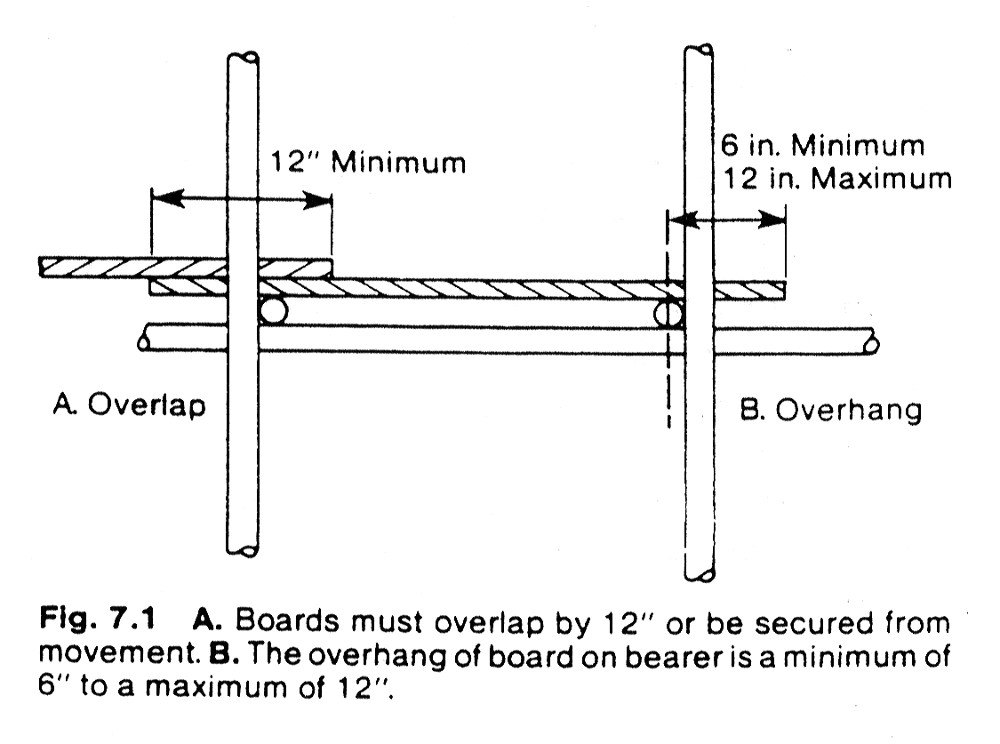 12" Minimum
6 in. Minimum
12 in. Maximum
A. Overlap
B. Overhang
Fig. 7.1 A. Boards must overlap by 12" or be secured from
movement. B. The overhang of board on bearer is a minimum of
6" to a maximum of 12".